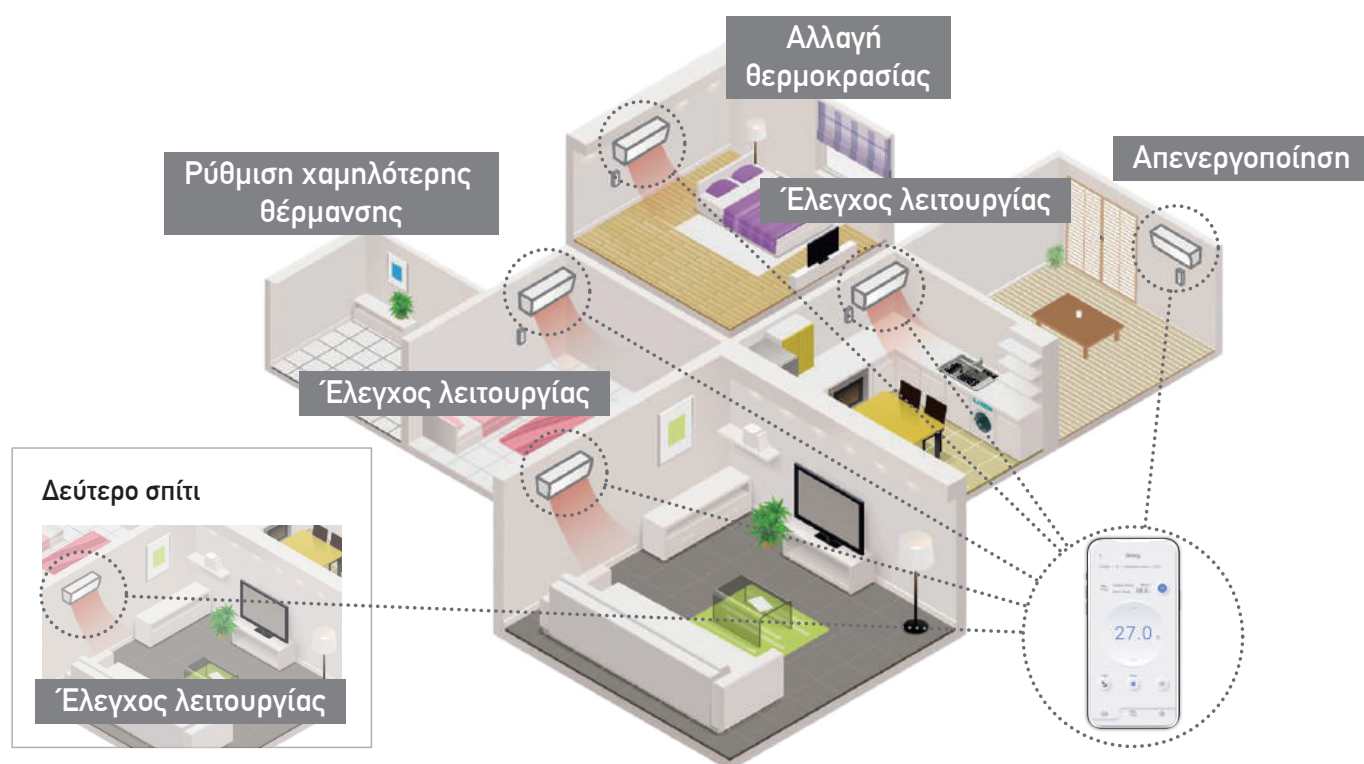 Αλλαγή
θερμοκρασίας
Απενεργοποίηση
Ρύθμιση χαμηλότερης
θέρμανσης
Έλεγχος λειτουργίας
Έλεγχος λειτουργίας
Δεύτερο σπίτι
Έλεγχος λειτουργίας
27.0